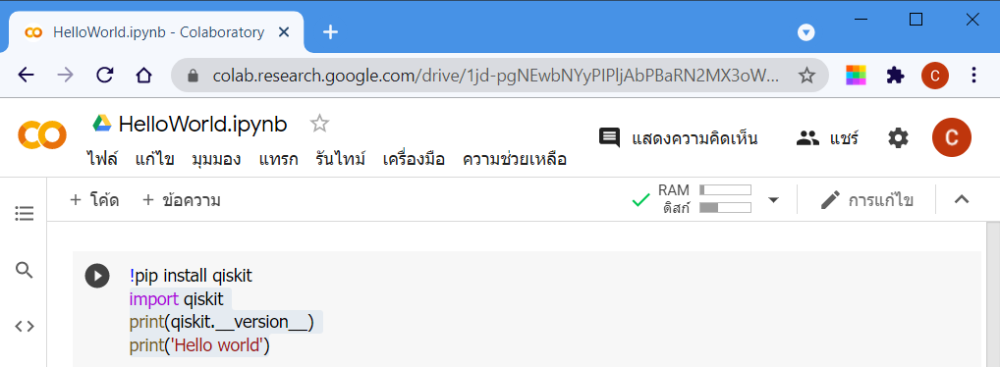 HelloWorld.ipynb - Colaboratory
colab.research.google.com/drive/1jd-pgNEwbNYyPIPljAbPBaRN2MX3oW...
C
HelloWorld.ipynb
แสดงความคิดเห็น แชร์ C
ไฟล์ แก้ไข มุมมอง แทรก รันไทม์ เครื่องมือ ความช่วยเหลือ
+ โค้ด + ข้อความ
RAM
ดิสก์
การแก้ไข
!pip install qiskit
import qiskit
print(qiskit.__version__)
print('Hello world')